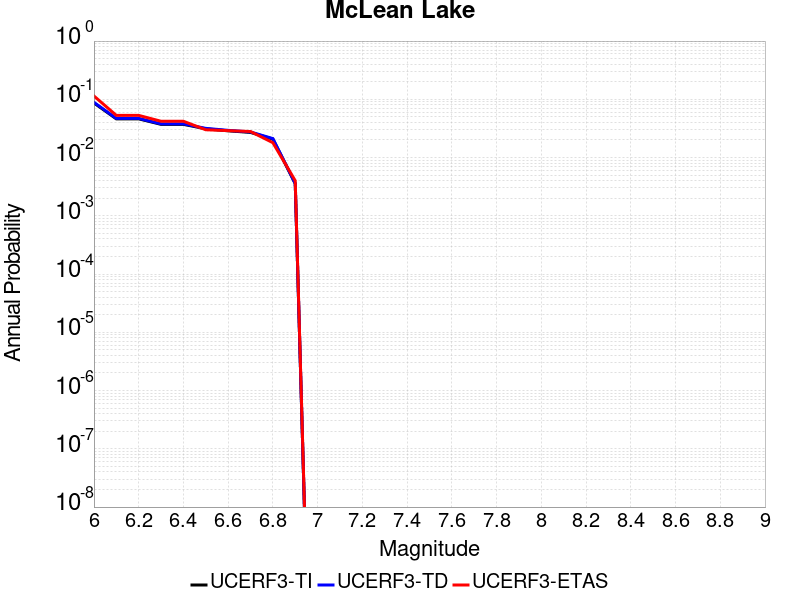 McLean Lake
10 0
10 -1
10 -2
10 -3
10 -4
10 -5
10 -6
10 -7
10 -8
Annual Probability
6 6.2 6.4 6.6 6.8 7 7.2 7.4 7.6 7.8 8 8.2 8.4 8.6 8.8 9
Magnitude
UCERF3-TI UCERF3-TD UCERF3-ETAS